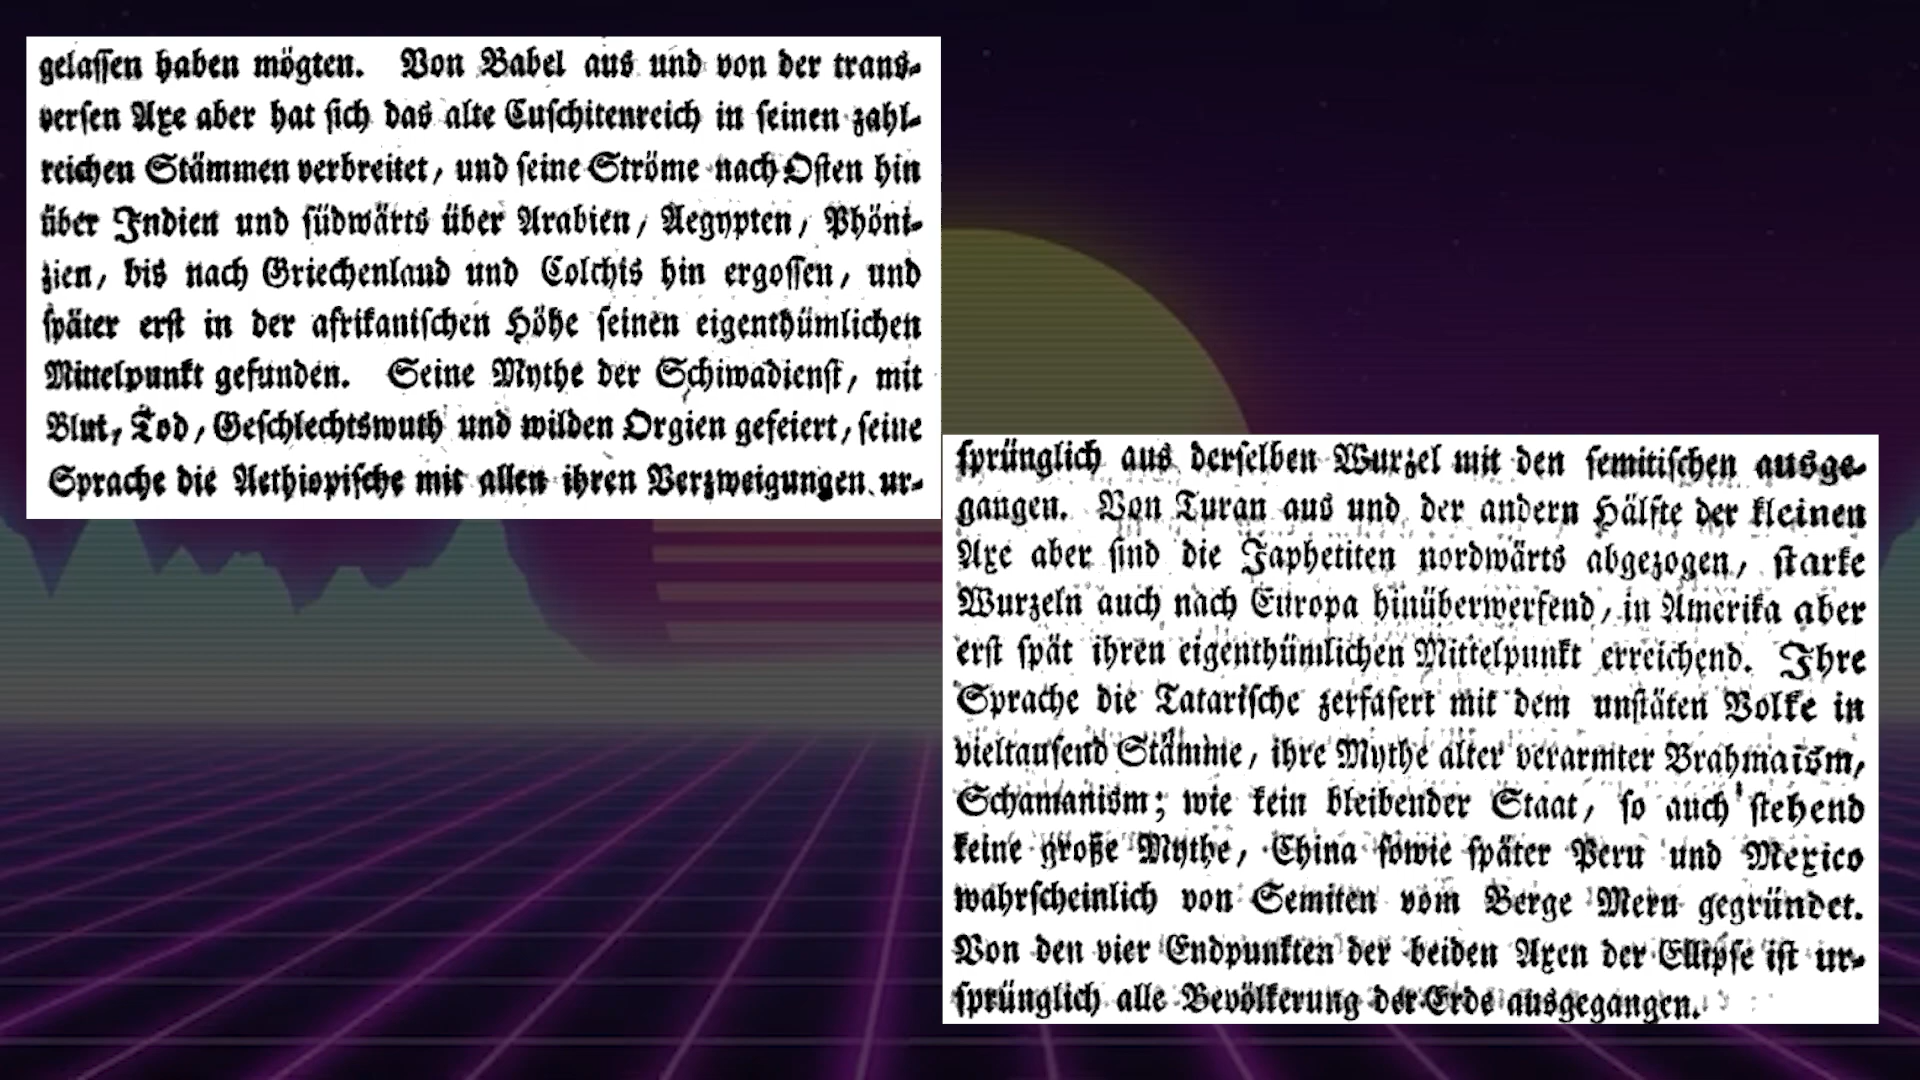 gelaſſen haben mögten. Von Babel aus und von der trans-
verſen Axe aber hat ſich das alte Cuſchitenreich in ſeinen zahl-
reichen Stämmen verbreitet, und ſeine Ströme nach Oſten hin
über Indien und ſüdwärts über Arabien, Aegypten, Phöni-
zien, bis nach Griechenland und Colchis hin ergoſſen, und
ſpäter erſt in der afrikaniſchen Höhe ſeinen eigenthümlichen
Mittelpunkt gefunden. Seine Mythe der Schiwadienſt, mit
Blut, Tod, Geſchlechtswuth und wilden Orgien gefeiert, ſeine
Sprache die Aethiopiſche mit allen ihren Verzweigungen ur-
ſprünglich aus derſelben Wurzel mit den ſemitiſchen ausge-
gangen. Von Turan aus und der andern Hälfte der kleinen
Axe aber ſind die Japhetiten nordwärts abgezogen, ſtarke
Wurzeln auch nach Europa hinüberwerfend, in Amerika aber
erſt ſpät ihren eigenthümlichen Mittelpunkt erreichend. Ihre
Sprache die Tatariſche zerfaſert mit dem unſtäten Volke in
vieltauſend Stämme, ihre Mythe alter verarmter Brahmaism,
Schamanism; wie kein bleibender Staat, ſo auch ſtehend
keine große Mythe, China ſowie ſpäter Peru und Mexico
wahrſcheinlich von Semiten vom Berge Meru gegründet.
Von den vier Endpunkten der beiden Axen der Ellipſe iſt ur-
ſprünglich alle Bevölkerung der Erde ausgegangen.